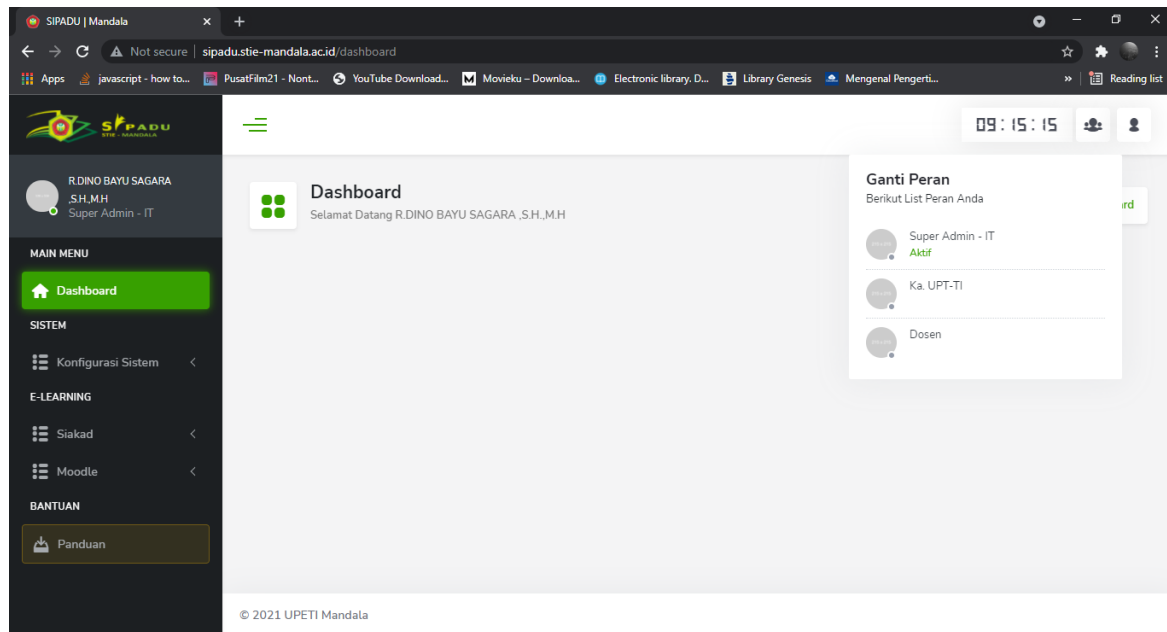 SIPADU | Mandala
Not secure | sipadu.stie-mandala.ac.id/dashboard
Apps
javascript - how to...
PusatFilm21 - Nont...
YouTube Download...
Movieku – Downloa...
Electronic library. D...
Library Genesis
Mengenal Pengerti...
»
Reading list
SIPADU
STIE - MANDALA
09:15:15
R.DINO BAYU SAGARA
,S.H.,M.H
Super Admin - IT
MAIN MENU
Dashboard
SISTEM
Konfigurasi Sistem
E-LEARNING
Siakad
Moodle
BANTUAN
Panduan
Dashboard
Selamat Datang R.DINO BAYU SAGARA ,S.H.,M.H
Ganti Peran
Berikut List Peran Anda
Super Admin - IT
Aktif
Ka. UPT-TI
Dosen
rd
© 2021 UPETI Mandala